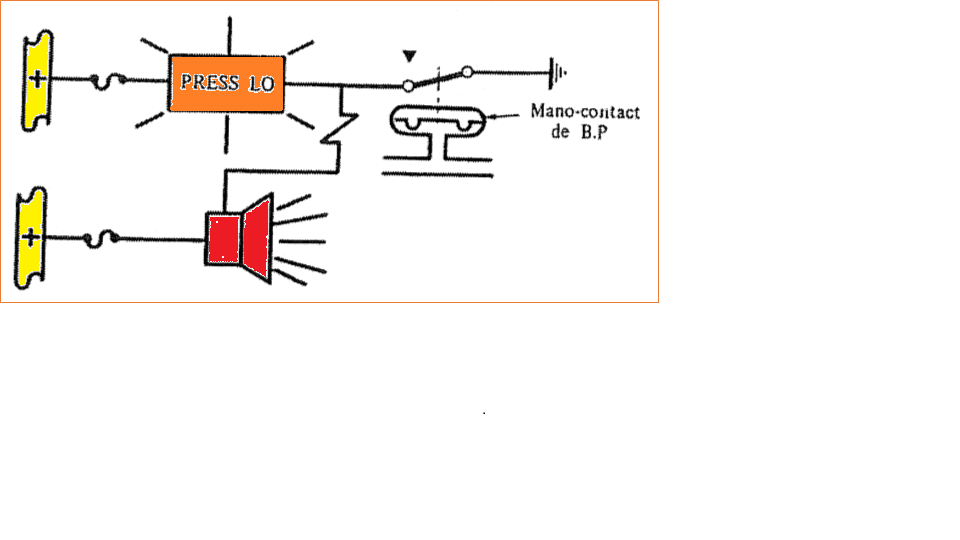 +
PRESS LO
Mano-contact
de B.P
+